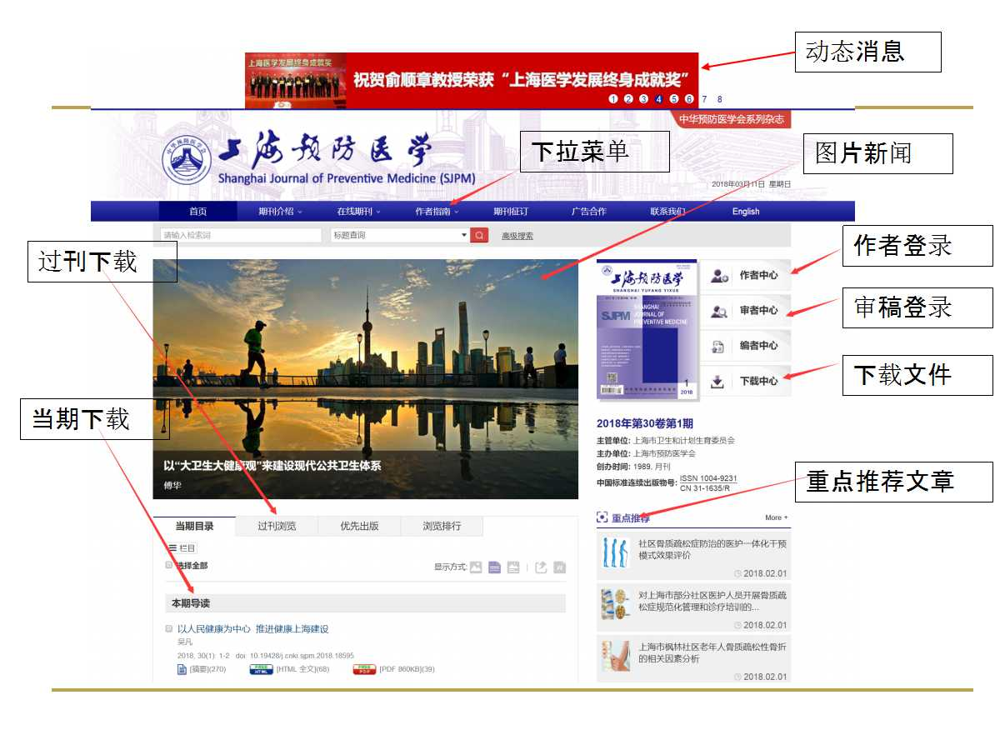 动态消息
上海医学发展终身成就奖
祝贺俞顺章教授荣获“上海医学发展终身成就奖”
1 2 3 4 5 6 7 8
中华预防医学会系列杂志
上海预防医学
Shanghai Journal of Preventive Medicine (SJPM)
下拉菜单
图片新闻
2018年03月11日 星期日
首页 期刊介绍 在线期刊 作者指南 期刊征订 广告合作 联系我们 English
请输入检索词 标题查询 高级搜索
过刊下载
作者登录
审稿登录
下载文件
当期下载
上海预防医学
SHANGHAI YUFANG YIXUE
SJPM
SHANGHAI
JOURNAL OF
PREVENTIVE MEDICINE
1
2018
作者中心
审者中心
编者中心
下载中心
以“大卫生大健康观”来建设现代公共卫生体系
傅华
2018年第30卷第1期
主管单位: 上海市卫生和计划生育委员会
主办单位: 上海市预防医学会
创办时间: 1989. 月刊
中国标准连续出版物号: ISSN 1004-9231
CN 31-1635/R
重点推荐文章
当期目录 过刊浏览 优先出版 浏览排行
栏目
选择全部 显示方式:
本期导读
以人民健康为中心 推进健康上海建设
吴凡
2018, 30(1): 1-2 doi: 10.19428/j.cnki.sjpm.2018.18595
[摘要](270) FREE HTML [HTML 全文](68) FREE PDF [PDF 860KB](39)
重点推荐 More +
社区骨质疏松症防治的医护一体化干预
模式效果评价
2018.02.01
对上海市部分社区医护人员开展骨质疏
松症规范化管理和诊疗培训的...
2018.02.01
上海市枫林社区老年人骨质疏松性骨折
的相关因素分析
2018.02.01